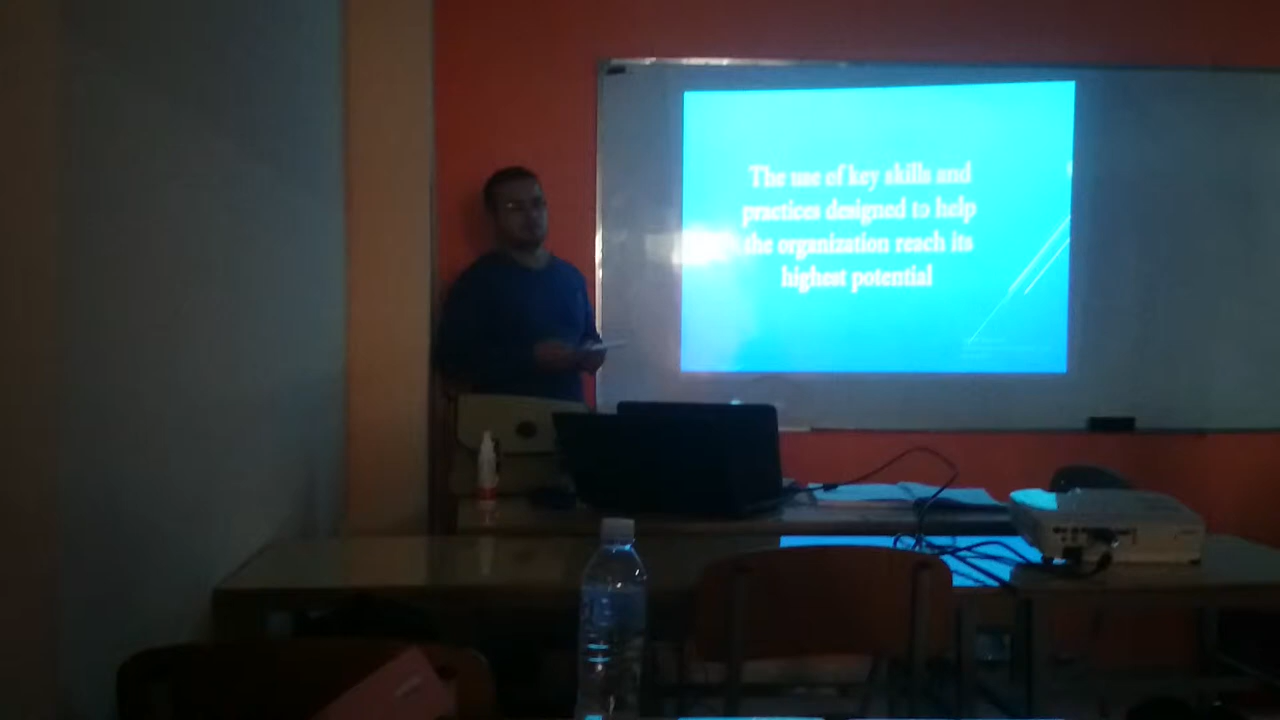 The use of key skills and
practices designed to help
the organization reach its
highest potential